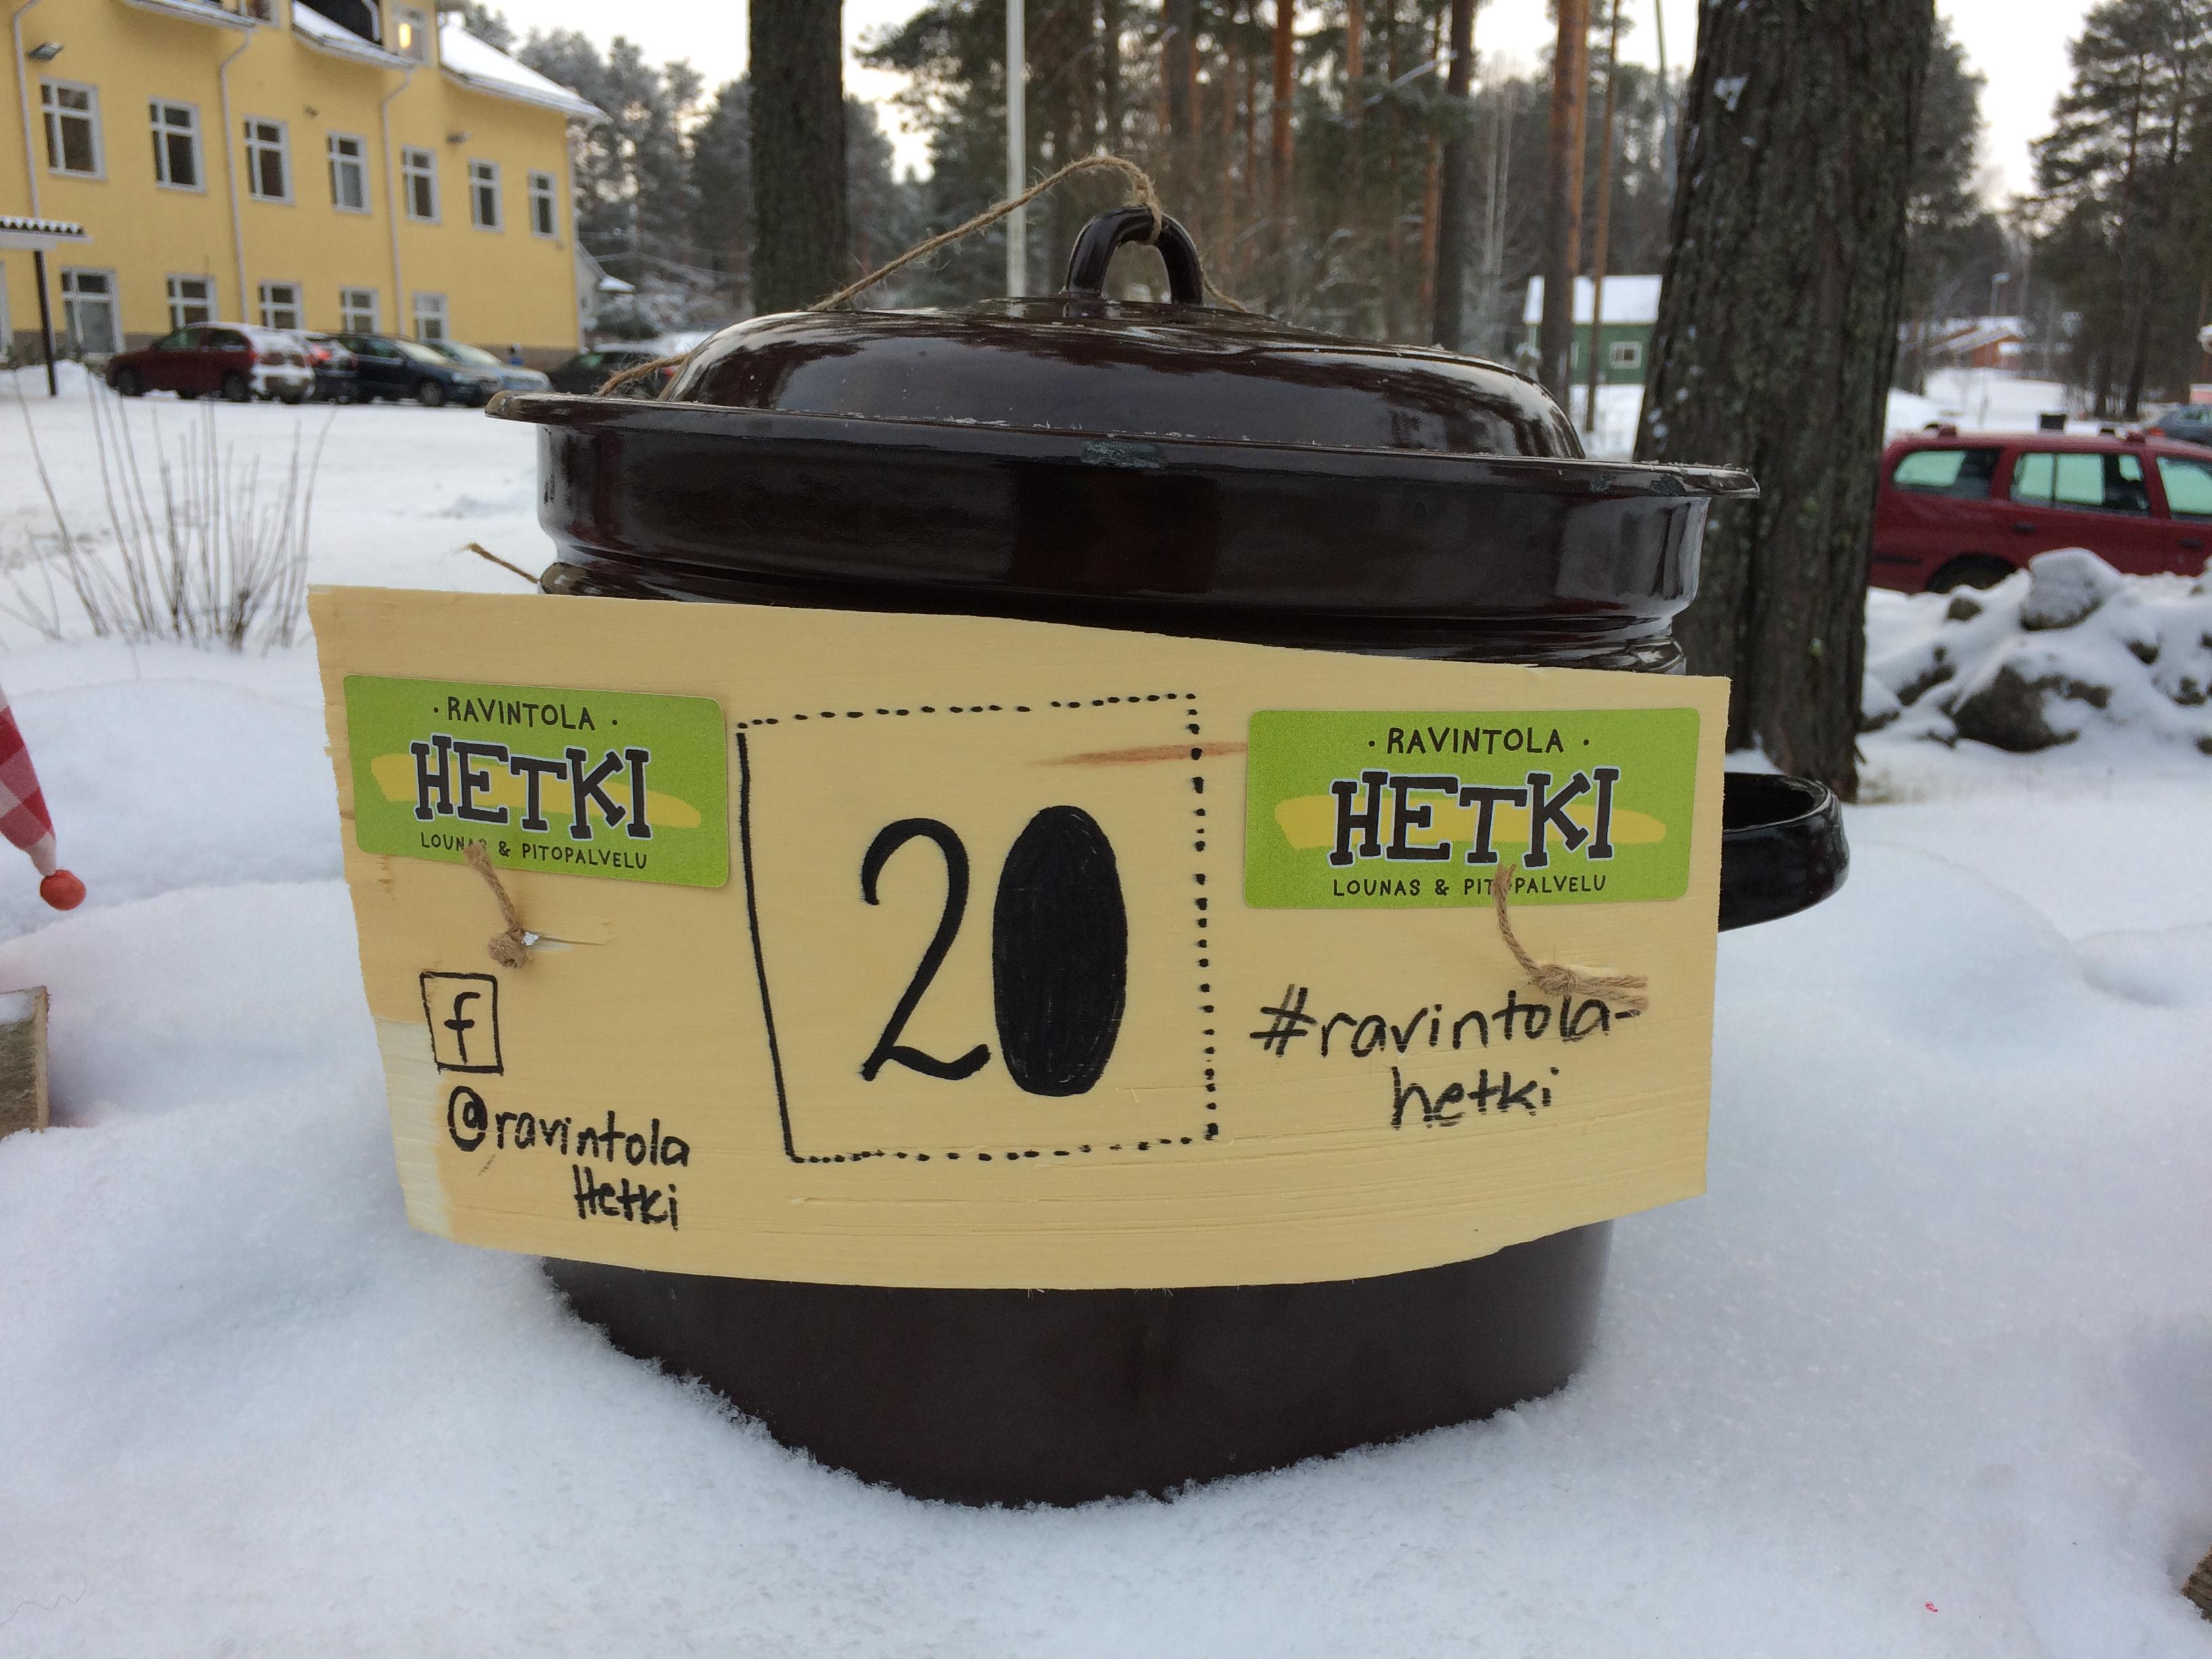 · RAVINTOLA ·
HETKI
LOUNAS & PITOPALVELU
f
@ravintola
Hetki
20
· RAVINTOLA ·
HETKI
LOUNAS & PITOPALVELU
#ravintola-
hetki